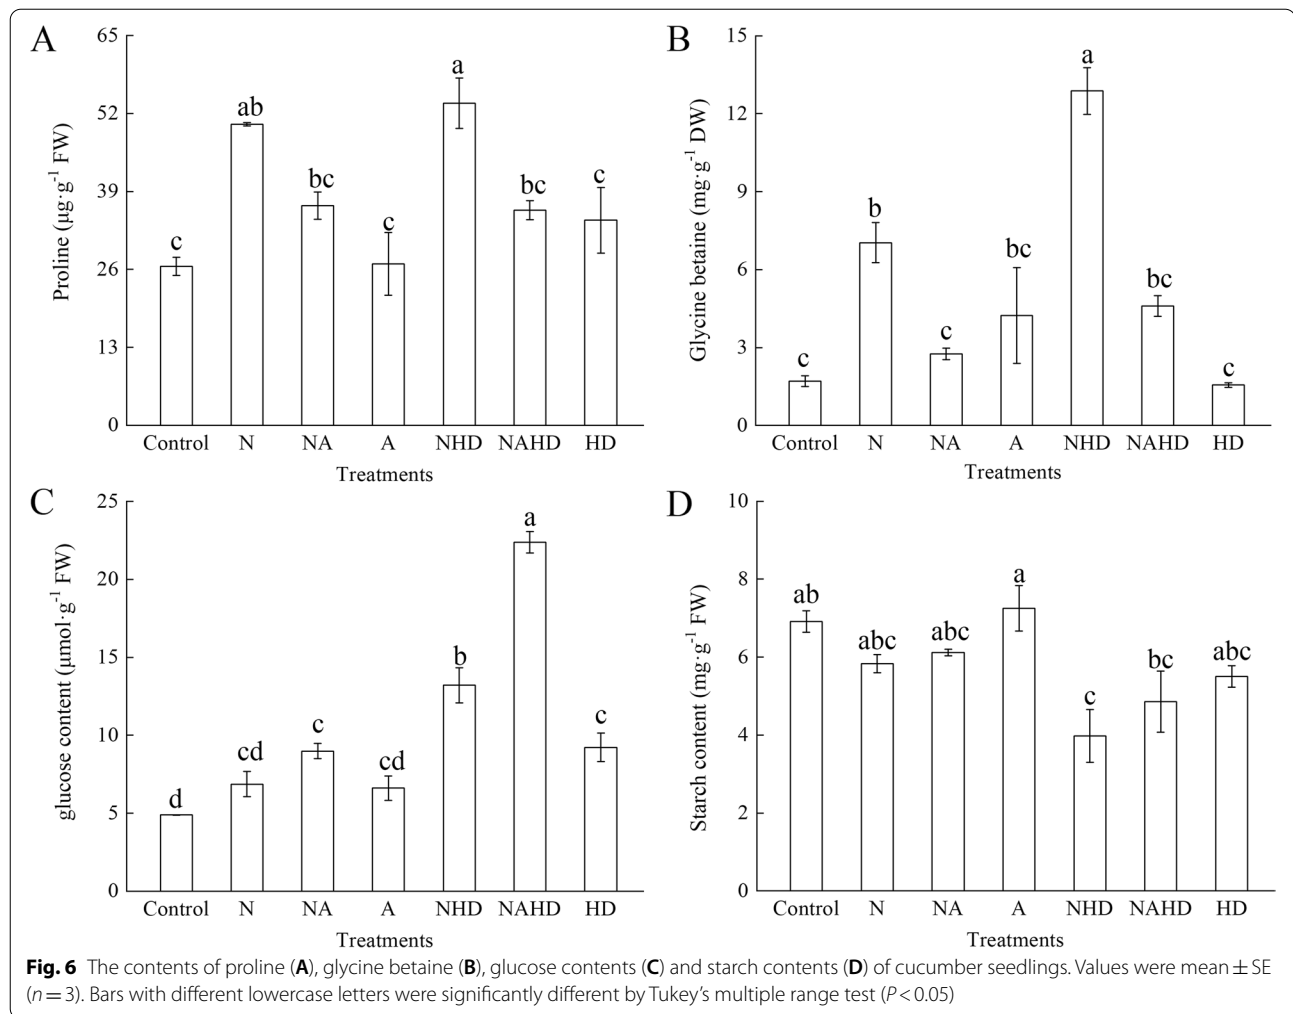 A
65
52
39
26
13
0
Proline (μg·g⁻¹ FW)
c
ab
bc
c
a
bc
c
Control N NA A NHD NAHD HD
Treatments
B
15
12
9
6
3
0
Glycine betaine (mg·g⁻¹ DW)
c
b
c
bc
a
bc
c
Control N NA A NHD NAHD HD
Treatments
C
25
20
15
10
5
0
glucose content (μmol·g⁻¹ FW)
d
cd
c
cd
b
a
c
Control N NA A NHD NAHD HD
Treatments
D
10
8
6
4
2
0
Starch content (mg·g⁻¹ FW)
ab
abc
abc
a
c
bc
abc
Control N NA A NHD NAHD HD
Treatments
Fig. 6 The contents of proline (A), glycine betaine (B), glucose contents (C) and starch contents (D) of cucumber seedlings. Values were mean ± SE
(n = 3). Bars with different lowercase letters were significantly different by Tukey's multiple range test (P < 0.05)